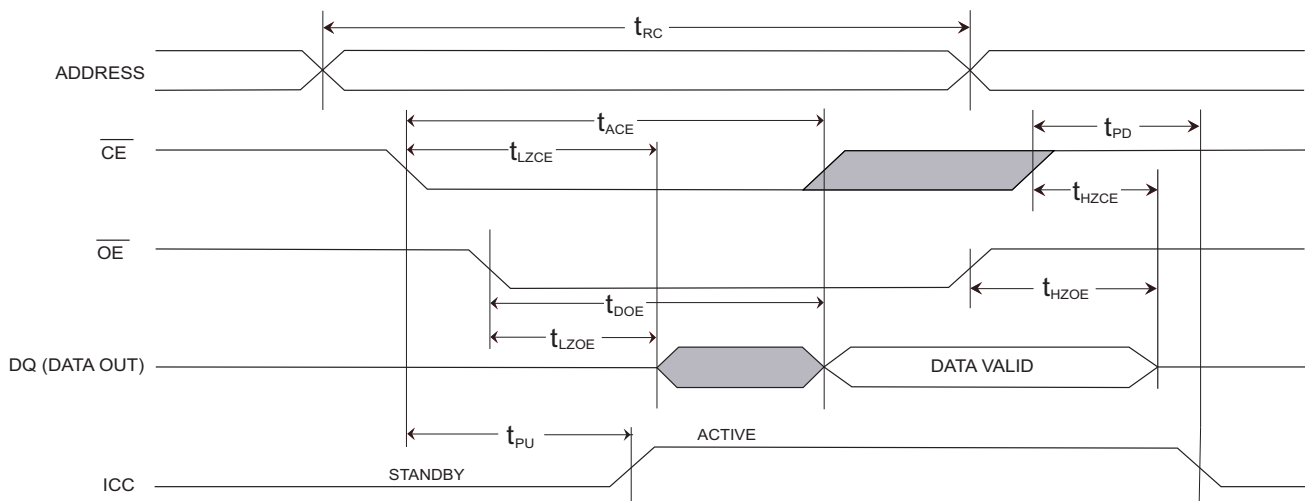 tRC
ADDRESS
tACE
tPD
CE
tLZCE
tHZCE
OE
tHZOE
tDOE
tLZOE
DQ (DATA OUT)
DATA VALID
tPU
ACTIVE
STANDBY
ICC